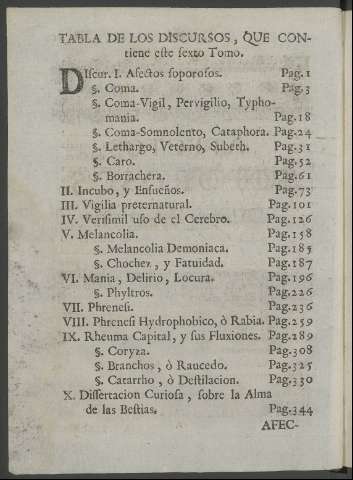 TABLA DE LOS DISCURSOS, QUE CON-
tiene eſte ſexto Tomo.
DIſcur. I. Afectos ſoporoſos. Pag.1
§. Coma. Pag.3
§. Coma-Vigil, Pervigilio, Typho-
mania. Pag.18
§. Coma-Somnolento, Cataphora. Pag.24
§. Lethargo, Veterno, Subeth. Pag.31
§. Caro. Pag.52
§. Borrachera. Pag.61
II. Incubo, y Enſueños. Pag.73
III. Vigilia preternatural. Pag.101
IV. Veriſimil uſo de el Cerebro. Pag.126
V. Melancolia. Pag.158
§. Melancolia Demoniaca. Pag.185
§. Chochez, y Fatuidad. Pag.187
VI. Mania, Delirio, Locura. Pag.196
§. Phyltros. Pag.226
VII. Phreneſi. Pag.236
VIII. Phreneſi Hydrophobico, ò Rabia. Pag.259
IX. Rheuma Capital, y ſus Fluxiones. Pag.289
§. Coryza. Pag.308
§. Branchos, ò Raucedo. Pag.325
§. Catarrho, ò Deſtilacion. Pag.330
X. Diſſertacion Curioſa, ſobre la Alma
de las Beſtias. Pag.344
AFEC-